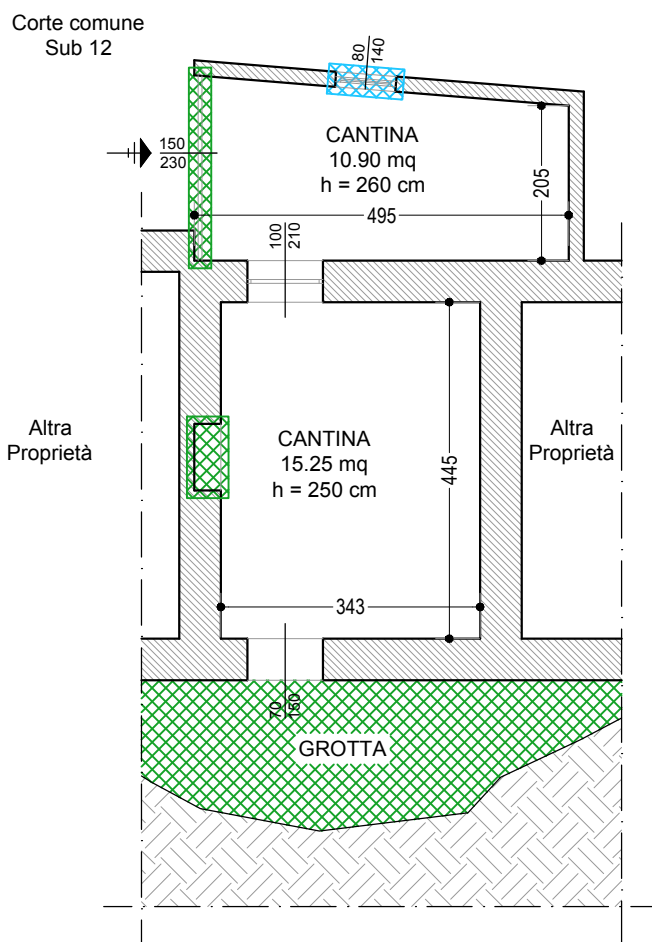 Corte comune
Sub 12
80
140
150
230
CANTINA
10.90 mq
h = 260 cm
205
495
100
210
Altra
Proprietà
CANTINA
15.25 mq
h = 250 cm
445
Altra
Proprietà
343
70
150
GROTTA